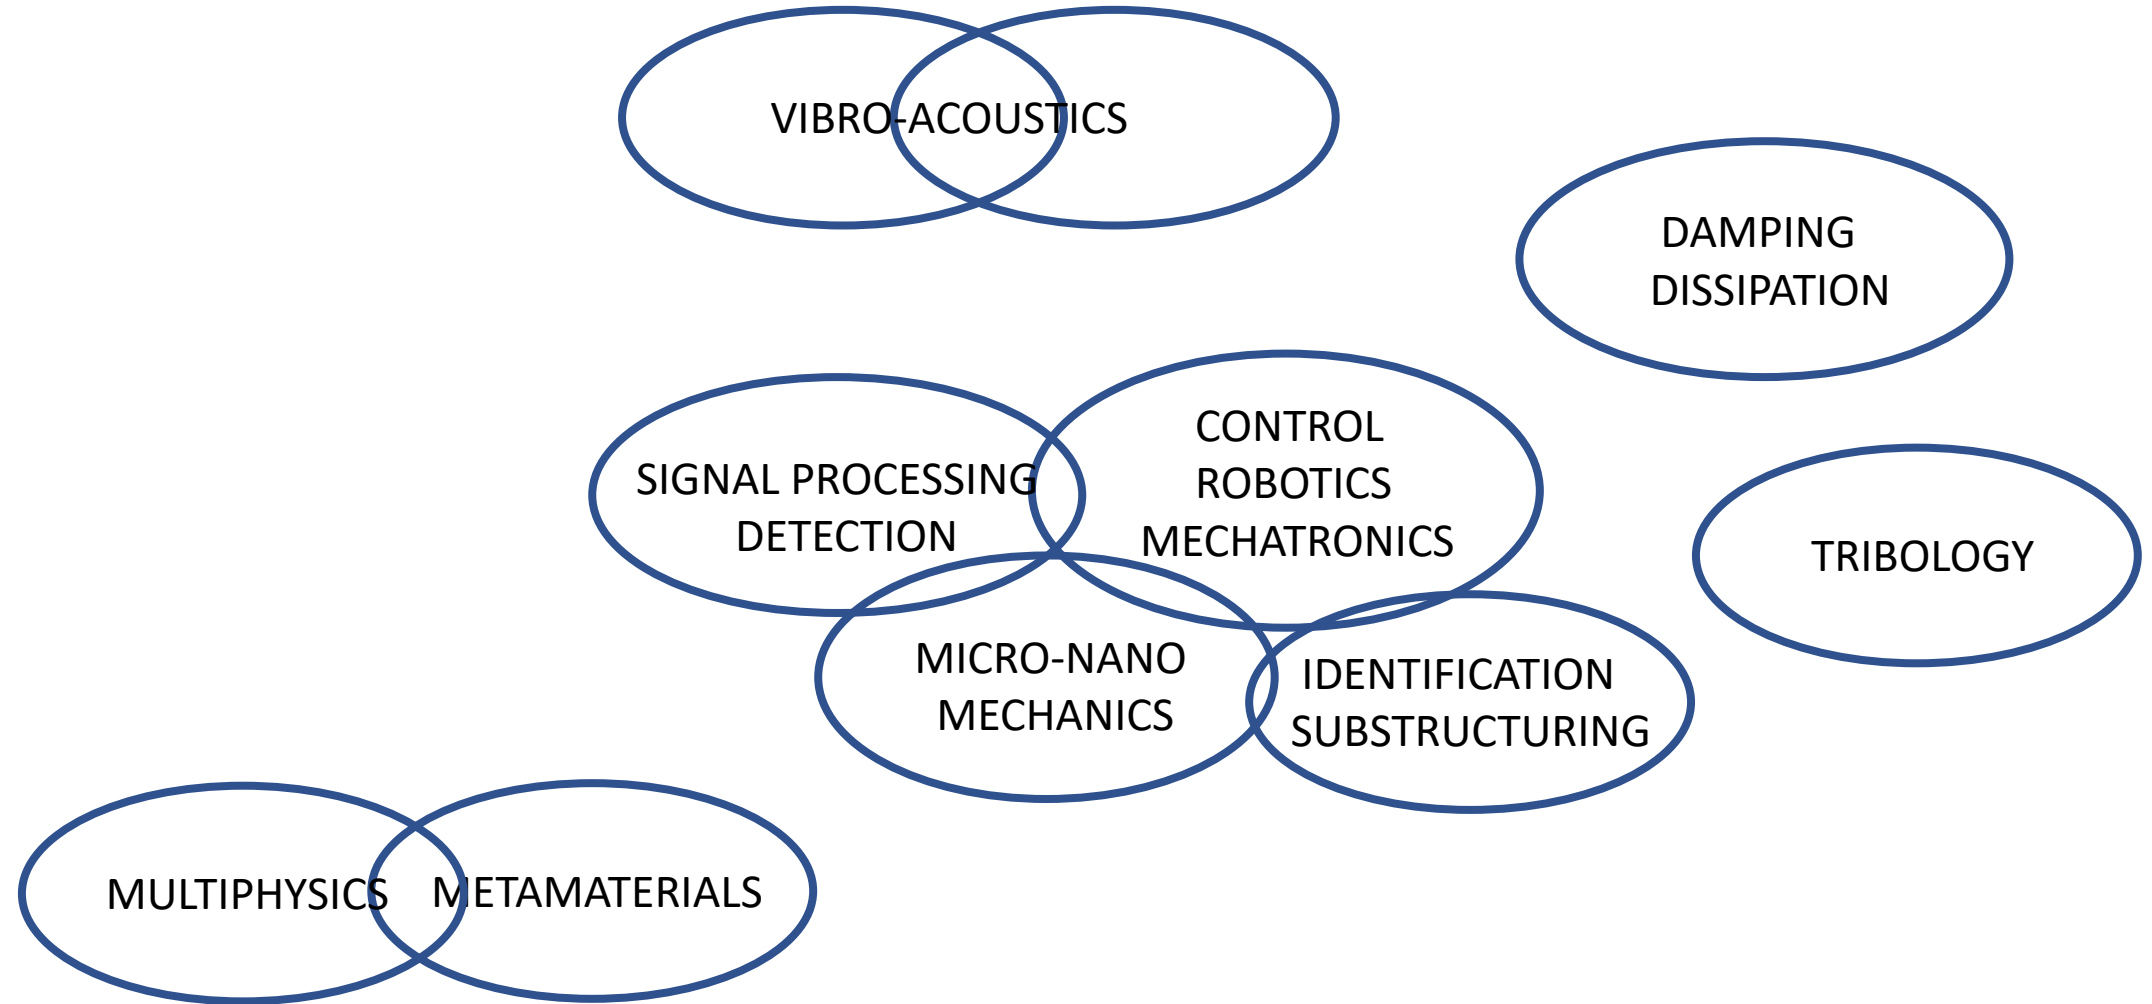 VIBRO-ACOUSTICS
DAMPING
DISSIPATION
SIGNAL PROCESSING
DETECTION
CONTROL
ROBOTICS
MECHATRONICS
TRIBOLOGY
MICRO-NANO
MECHANICS
IDENTIFICATION
SUBSTRUCTURING
MULTIPHYSICS
METAMATERIALS